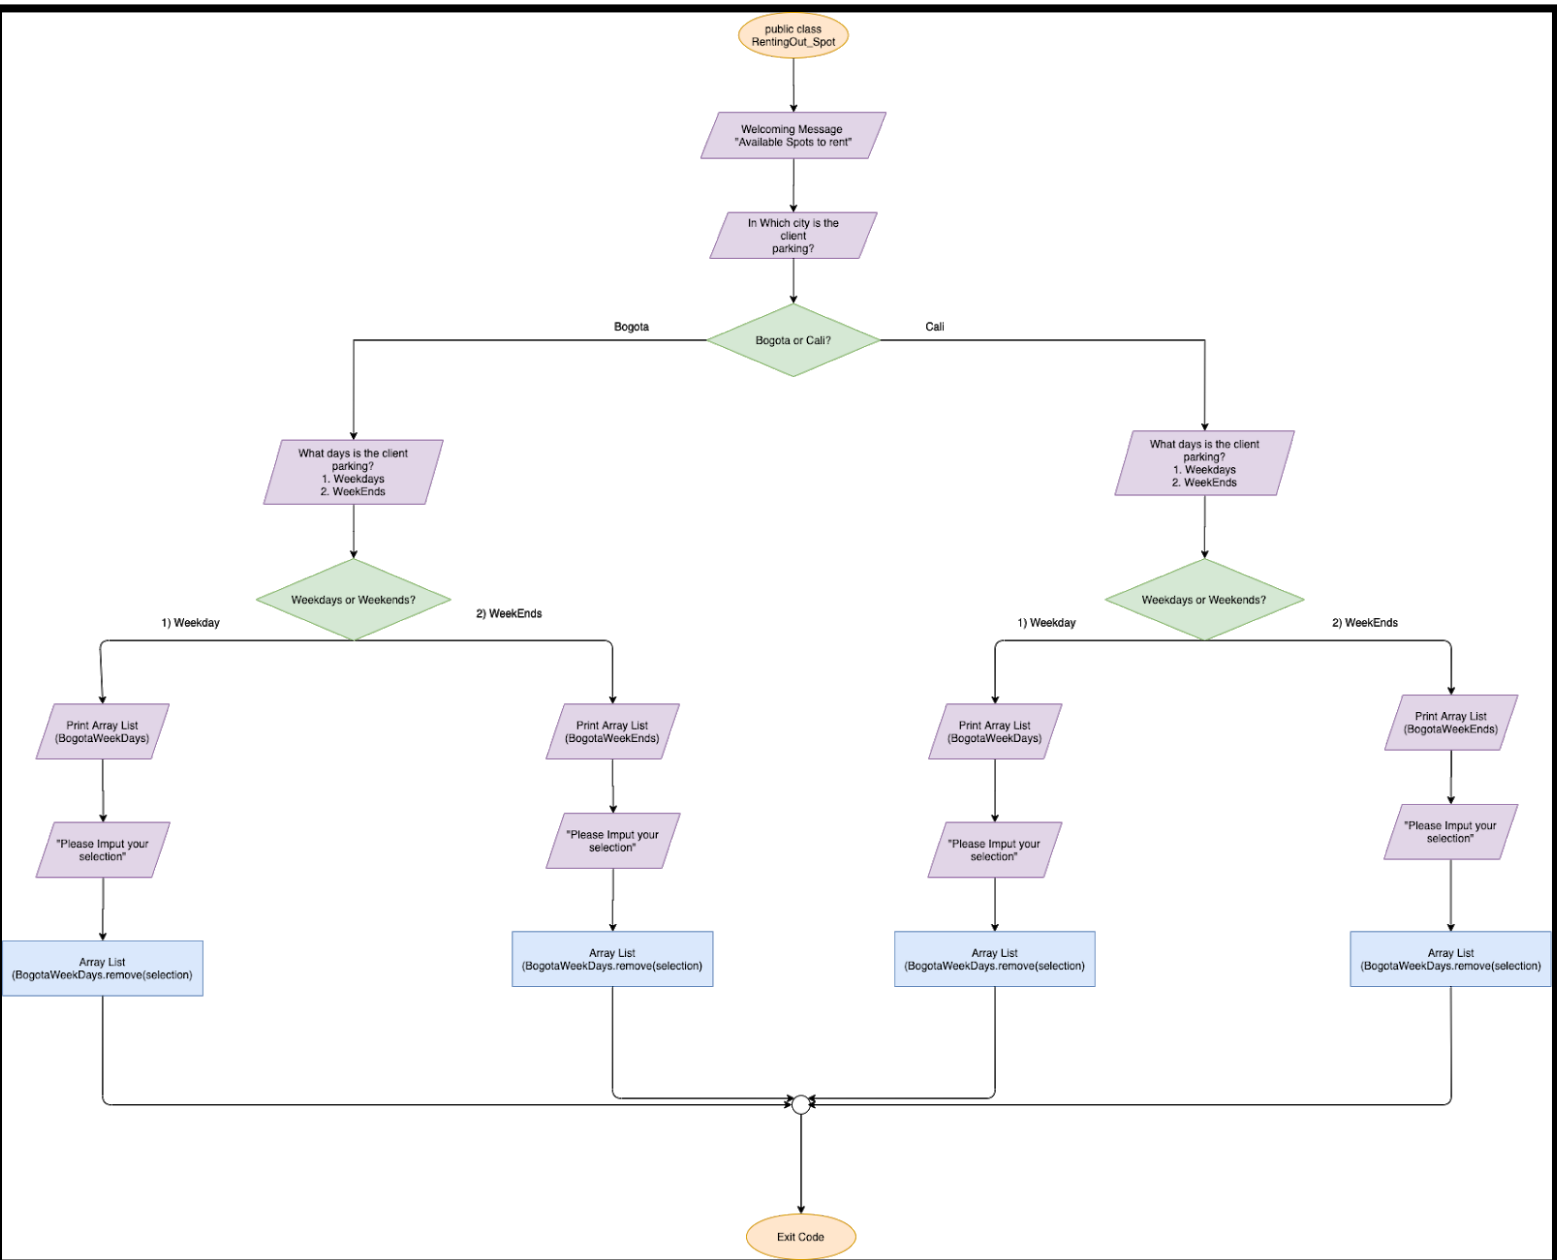 public class
RentingOut_Spot
Welcoming Message
"Available Spots to rent"
In Which city is the
client
parking?
Bogota
Bogota or Cali?
Cali
What days is the client
parking?
1. Weekdays
2. WeekEnds
What days is the client
parking?
1. Weekdays
2. WeekEnds
Weekdays or Weekends?
1) Weekday
2) WeekEnds
Weekdays or Weekends?
1) Weekday
2) WeekEnds
Print Array List
(BogotaWeekDays)
Print Array List
(BogotaWeekEnds)
Print Array List
(BogotaWeekDays)
Print Array List
(BogotaWeekEnds)
"Please Imput your
selection"
"Please Imput your
selection"
"Please Imput your
selection"
"Please Imput your
selection"
Array List
(BogotaWeekDays.remove(selection)
Array List
(BogotaWeekDays.remove(selection)
Array List
(BogotaWeekDays.remove(selection)
Array List
(BogotaWeekDays.remove(selection)
Exit Code